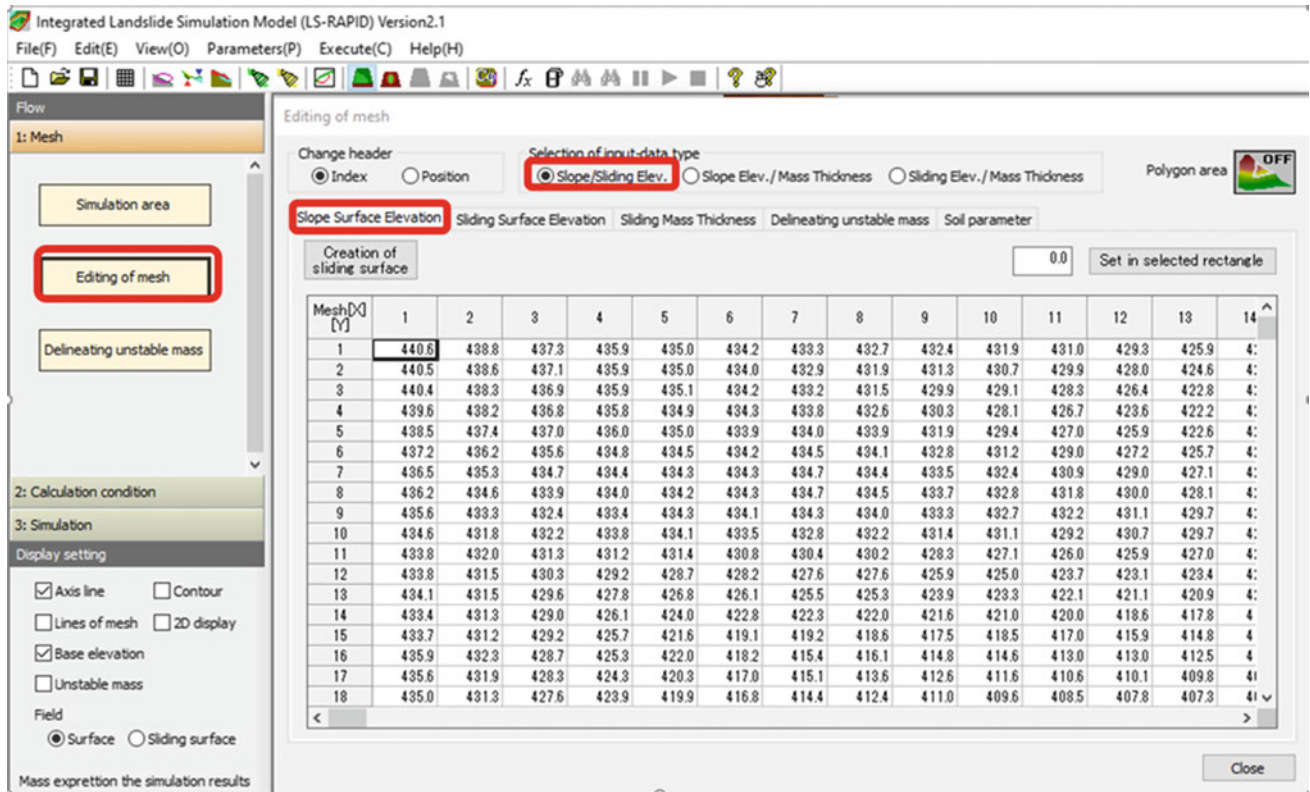 Integrated Landslide Simulation Model (LS-RAPID) Version2.1
File(F) Edit(E) View(O) Parameters(P) Execute(C) Help(H)
Flow
1: Mesh
Simulation area
Editing of mesh
Delineating unstable mass
2: Calculation condition
3: Simulation
Display setting
Axis line Contour
Lines of mesh 2D display
Base elevation
Unstable mass
Field
Surface Sliding surface
Mass exprettion the simulation results
Editing of mesh
Change header
Index Position
Selection of input-data type
Slope/Sliding Elev. Slope Elev./ Mass Thickness Sliding Elev./ Mass Thickness
Polygon area OFF
Slope Surface Elevation Sliding Surface Elevation Sliding Mass Thickness Delineating unstable mass Soil parameter
Creation of
sliding surface
0.0 Set in selected rectangle
Mesh[X]
[Y] 1 2 3 4 5 6 7 8 9 10 11 12 13 14
1 440.6 438.8 437.3 435.9 435.0 434.2 433.3 432.7 432.4 431.9 431.0 429.3 425.9
2 440.5 438.6 437.1 435.9 435.0 434.0 432.9 431.9 431.3 430.7 429.9 428.0 424.6
3 440.4 438.3 436.9 435.9 435.1 434.2 433.2 431.5 429.9 429.1 428.3 426.4 422.8
4 439.6 438.2 436.8 435.8 434.9 434.3 433.8 432.6 430.3 428.1 426.7 423.6 422.2
5 438.5 437.4 437.0 436.0 435.0 433.9 434.0 433.9 431.9 429.4 427.0 425.9 422.6
6 437.2 436.2 435.6 434.8 434.5 434.2 434.5 434.1 432.8 431.2 429.0 427.2 425.7
7 436.5 435.3 434.7 434.4 434.3 434.3 434.7 434.4 433.5 432.4 430.9 429.0 427.1
8 436.2 434.6 433.9 434.0 434.2 434.3 434.7 434.5 433.7 432.8 431.8 430.0 428.1
9 435.6 433.3 432.4 433.4 434.3 434.1 434.3 434.0 433.3 432.7 432.2 431.1 429.7
10 434.6 431.8 432.2 433.8 434.1 433.5 432.8 432.2 431.4 431.1 429.2 430.7 429.7
11 433.8 432.0 431.3 431.2 431.4 430.8 430.4 430.2 428.3 427.1 426.0 425.9 427.0
12 433.8 431.5 430.3 429.2 428.7 428.2 427.6 427.6 425.9 425.0 423.7 423.1 423.4
13 434.1 431.5 429.6 427.8 426.8 426.1 425.5 425.3 423.9 423.3 422.1 421.1 420.9
14 433.4 431.3 429.0 426.1 424.0 422.8 422.3 422.0 421.6 421.0 420.0 418.6 417.8
15 433.7 431.2 429.2 425.7 421.6 419.1 419.2 418.6 417.5 418.5 417.0 415.9 414.8
16 435.9 432.3 428.7 425.3 422.0 418.2 415.4 416.1 414.8 414.6 413.0 413.0 412.5
17 435.6 431.9 428.3 424.3 420.3 417.0 415.1 413.6 412.6 411.6 410.6 410.1 409.8
18 435.0 431.3 427.6 423.9 419.9 416.8 414.4 412.4 411.0 409.6 408.5 407.8 407.3
Close